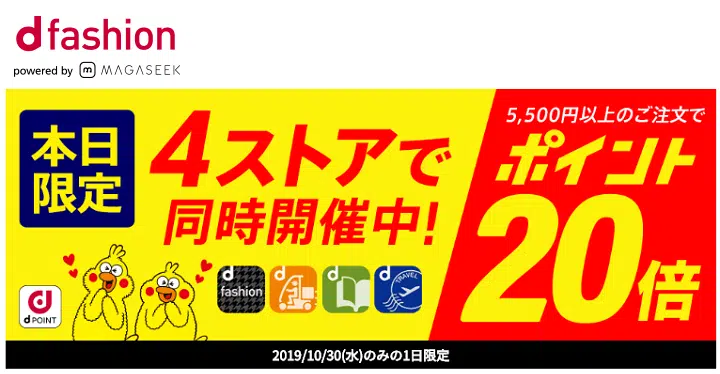 d fashion
powered by m MAGASEEK
本日
限定
4ストアで
同時開催中!
5,500円以上のご注文で
ポイント
20倍
d
d POINT
d
fashion
d
d
d
TRAVEL
2019/10/30(水)のみの1日限定